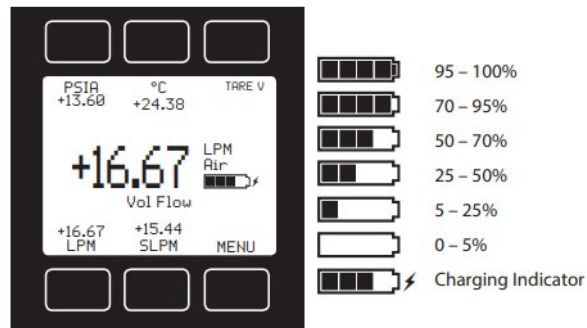 PSIA °C TARE V
+13.60 +24.38
+16.67 LPM
Air
Vol Flow
+16.67 +15.44
LPM SLPM MENU
95 – 100%
70 – 95%
50 – 70%
25 – 50%
5 – 25%
0 – 5%
Charging Indicator